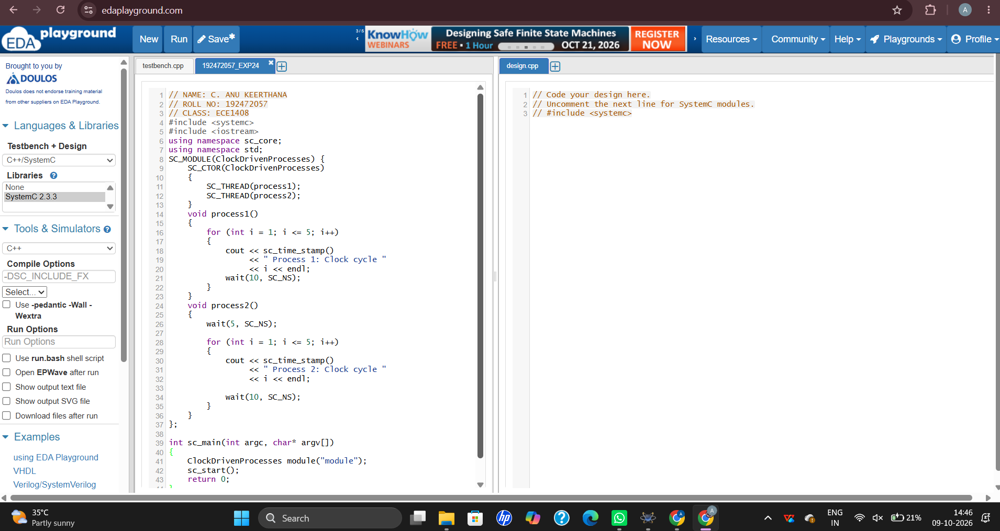 edaplayground.com
EDA playground
New
Run
Save*
3/5
KnowHow
WEBINARS
Designing Safe Finite State Machines
FREE • 1 Hour
OCT 21, 2026
REGISTER
NOW
Resources
Community
Help
Playgrounds
Profile
A
Brought to you by
DOULOS
Doulos does not endorse training material
from other suppliers on EDA Playground.
Languages & Libraries
Testbench + Design
C++/SystemC
Libraries ?
None
SystemC 2.3.3
Tools & Simulators ?
C++
Compile Options
-DSC_INCLUDE_FX
Select...
Use -pedantic -Wall -
Wextra
Run Options
Run Options
Use run.bash shell script
Open EPWave after run
Show output text file
Show output SVG file
Download files after run
Examples
using EDA Playground
VHDL
Verilog/SystemVerilog
testbench.cpp
192472057_EXP24
1 // NAME: C. ANU KEERTHANA
2 // ROLL NO: 192472057
3 // CLASS: ECE1408
4 #include <systemc>
5 #include <iostream>
6 using namespace sc_core;
7 using namespace std;
8 SC_MODULE(ClockDrivenProcesses) {
9 SC_CTOR(ClockDrivenProcesses)
10 {
11 SC_THREAD(process1);
12 SC_THREAD(process2);
13 }
14 void process1()
15 {
16 for (int i = 1; i <= 5; i++)
17 {
18 cout << sc_time_stamp()
19 << " Process 1: Clock cycle "
20 << i << endl;
21 wait(10, SC_NS);
22 }
23 }
24 void process2()
25 {
26 wait(5, SC_NS);
27
28 for (int i = 1; i <= 5; i++)
29 {
30 cout << sc_time_stamp()
31 << " Process 2: Clock cycle "
32 << i << endl;
33
34 wait(10, SC_NS);
35 }
36 }
37 };
38
39 int sc_main(int argc, char* argv[])
40 {
41 ClockDrivenProcesses module("module");
42 sc_start();
43 return 0;
44 }
design.cpp
1 // Code your design here.
2 // Uncomment the next line for SystemC modules.
3 // #include <systemc>
35°C
Partly sunny
Search
ENG
IN
21%
14:46
09-10-2026